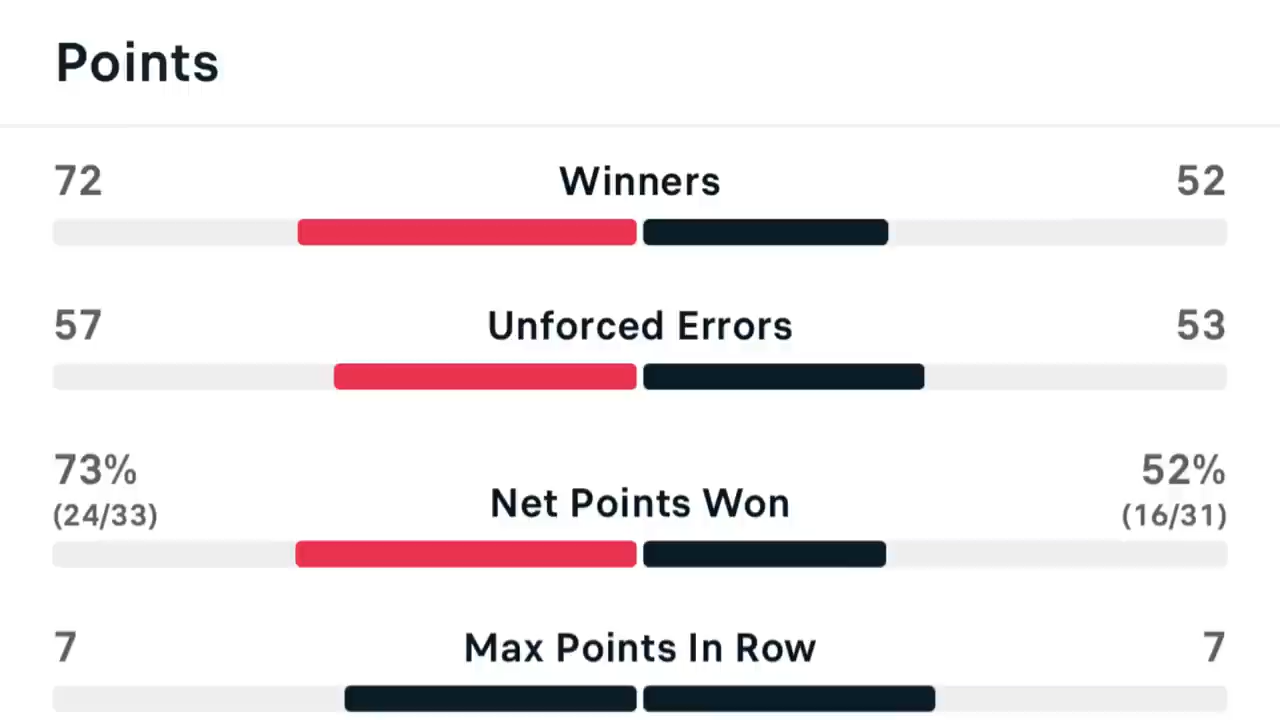 Points
72 Winners 52
57 Unforced Errors 53
73% 52%
(24/33) Net Points Won (16/31)
7 Max Points In Row 7